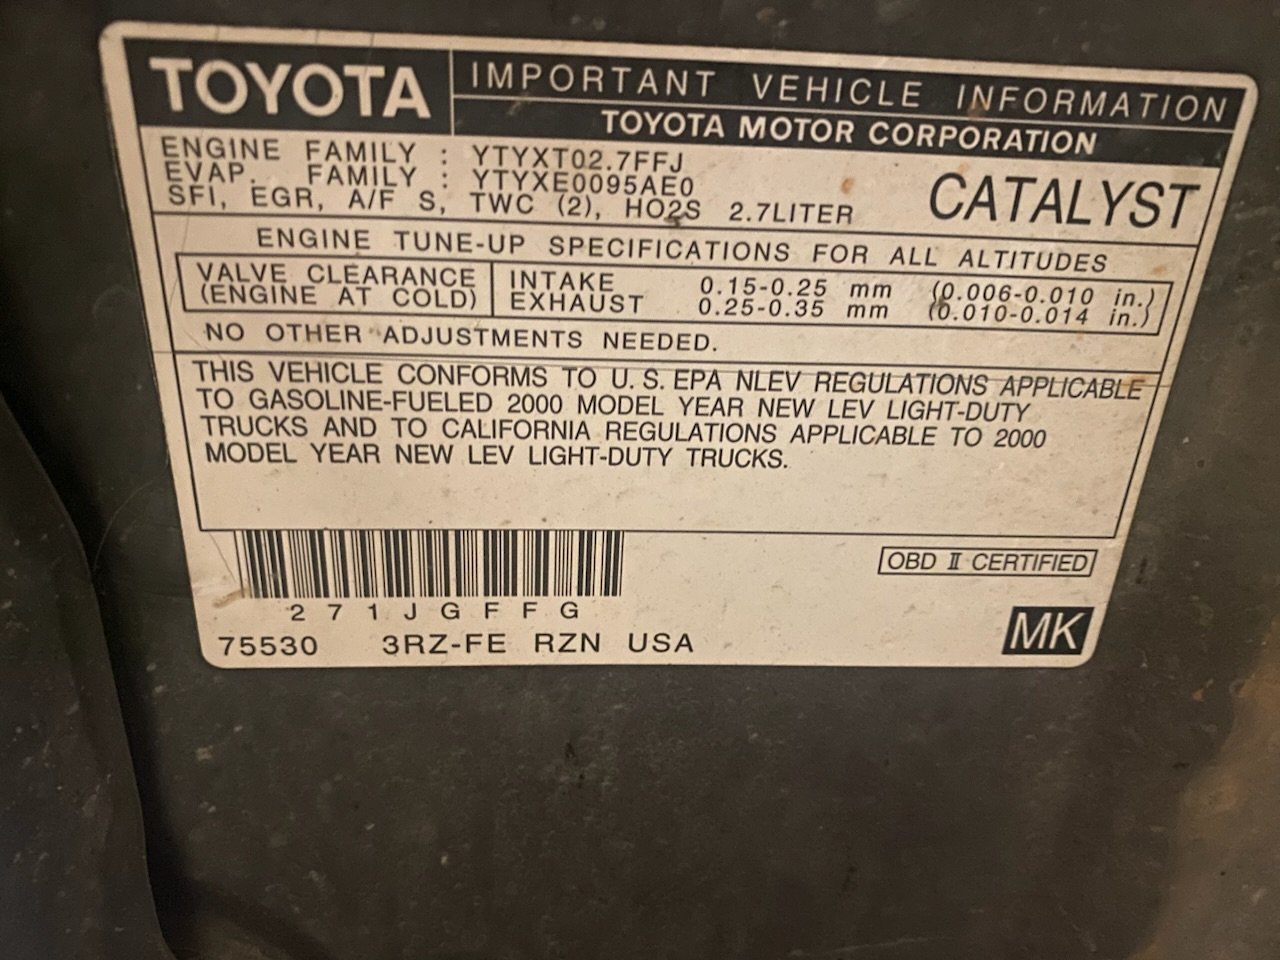 TOYOTA IMPORTANT VEHICLE INFORMATION
TOYOTA MOTOR CORPORATION
ENGINE FAMILY : YTYXT02.7FFJ
EVAP. FAMILY : YTYXE0095AE0
SFI, EGR, A/F S, TWC (2), HO2S 2.7LITER
CATALYST
ENGINE TUNE-UP SPECIFICATIONS FOR ALL ALTITUDES
VALVE CLEARANCE INTAKE 0.15-0.25 mm (0.006-0.010 in.)
(ENGINE AT COLD) EXHAUST 0.25-0.35 mm (0.010-0.014 in.)
NO OTHER ADJUSTMENTS NEEDED.
THIS VEHICLE CONFORMS TO U.S. EPA NLEV REGULATIONS APPLICABLE
TO GASOLINE-FUELED 2000 MODEL YEAR NEW LEV LIGHT-DUTY
TRUCKS AND TO CALIFORNIA REGULATIONS APPLICABLE TO 2000
MODEL YEAR NEW LEV LIGHT-DUTY TRUCKS.
OBD II CERTIFIED
271JGFFG
75530 3RZ-FE RZN USA
MK